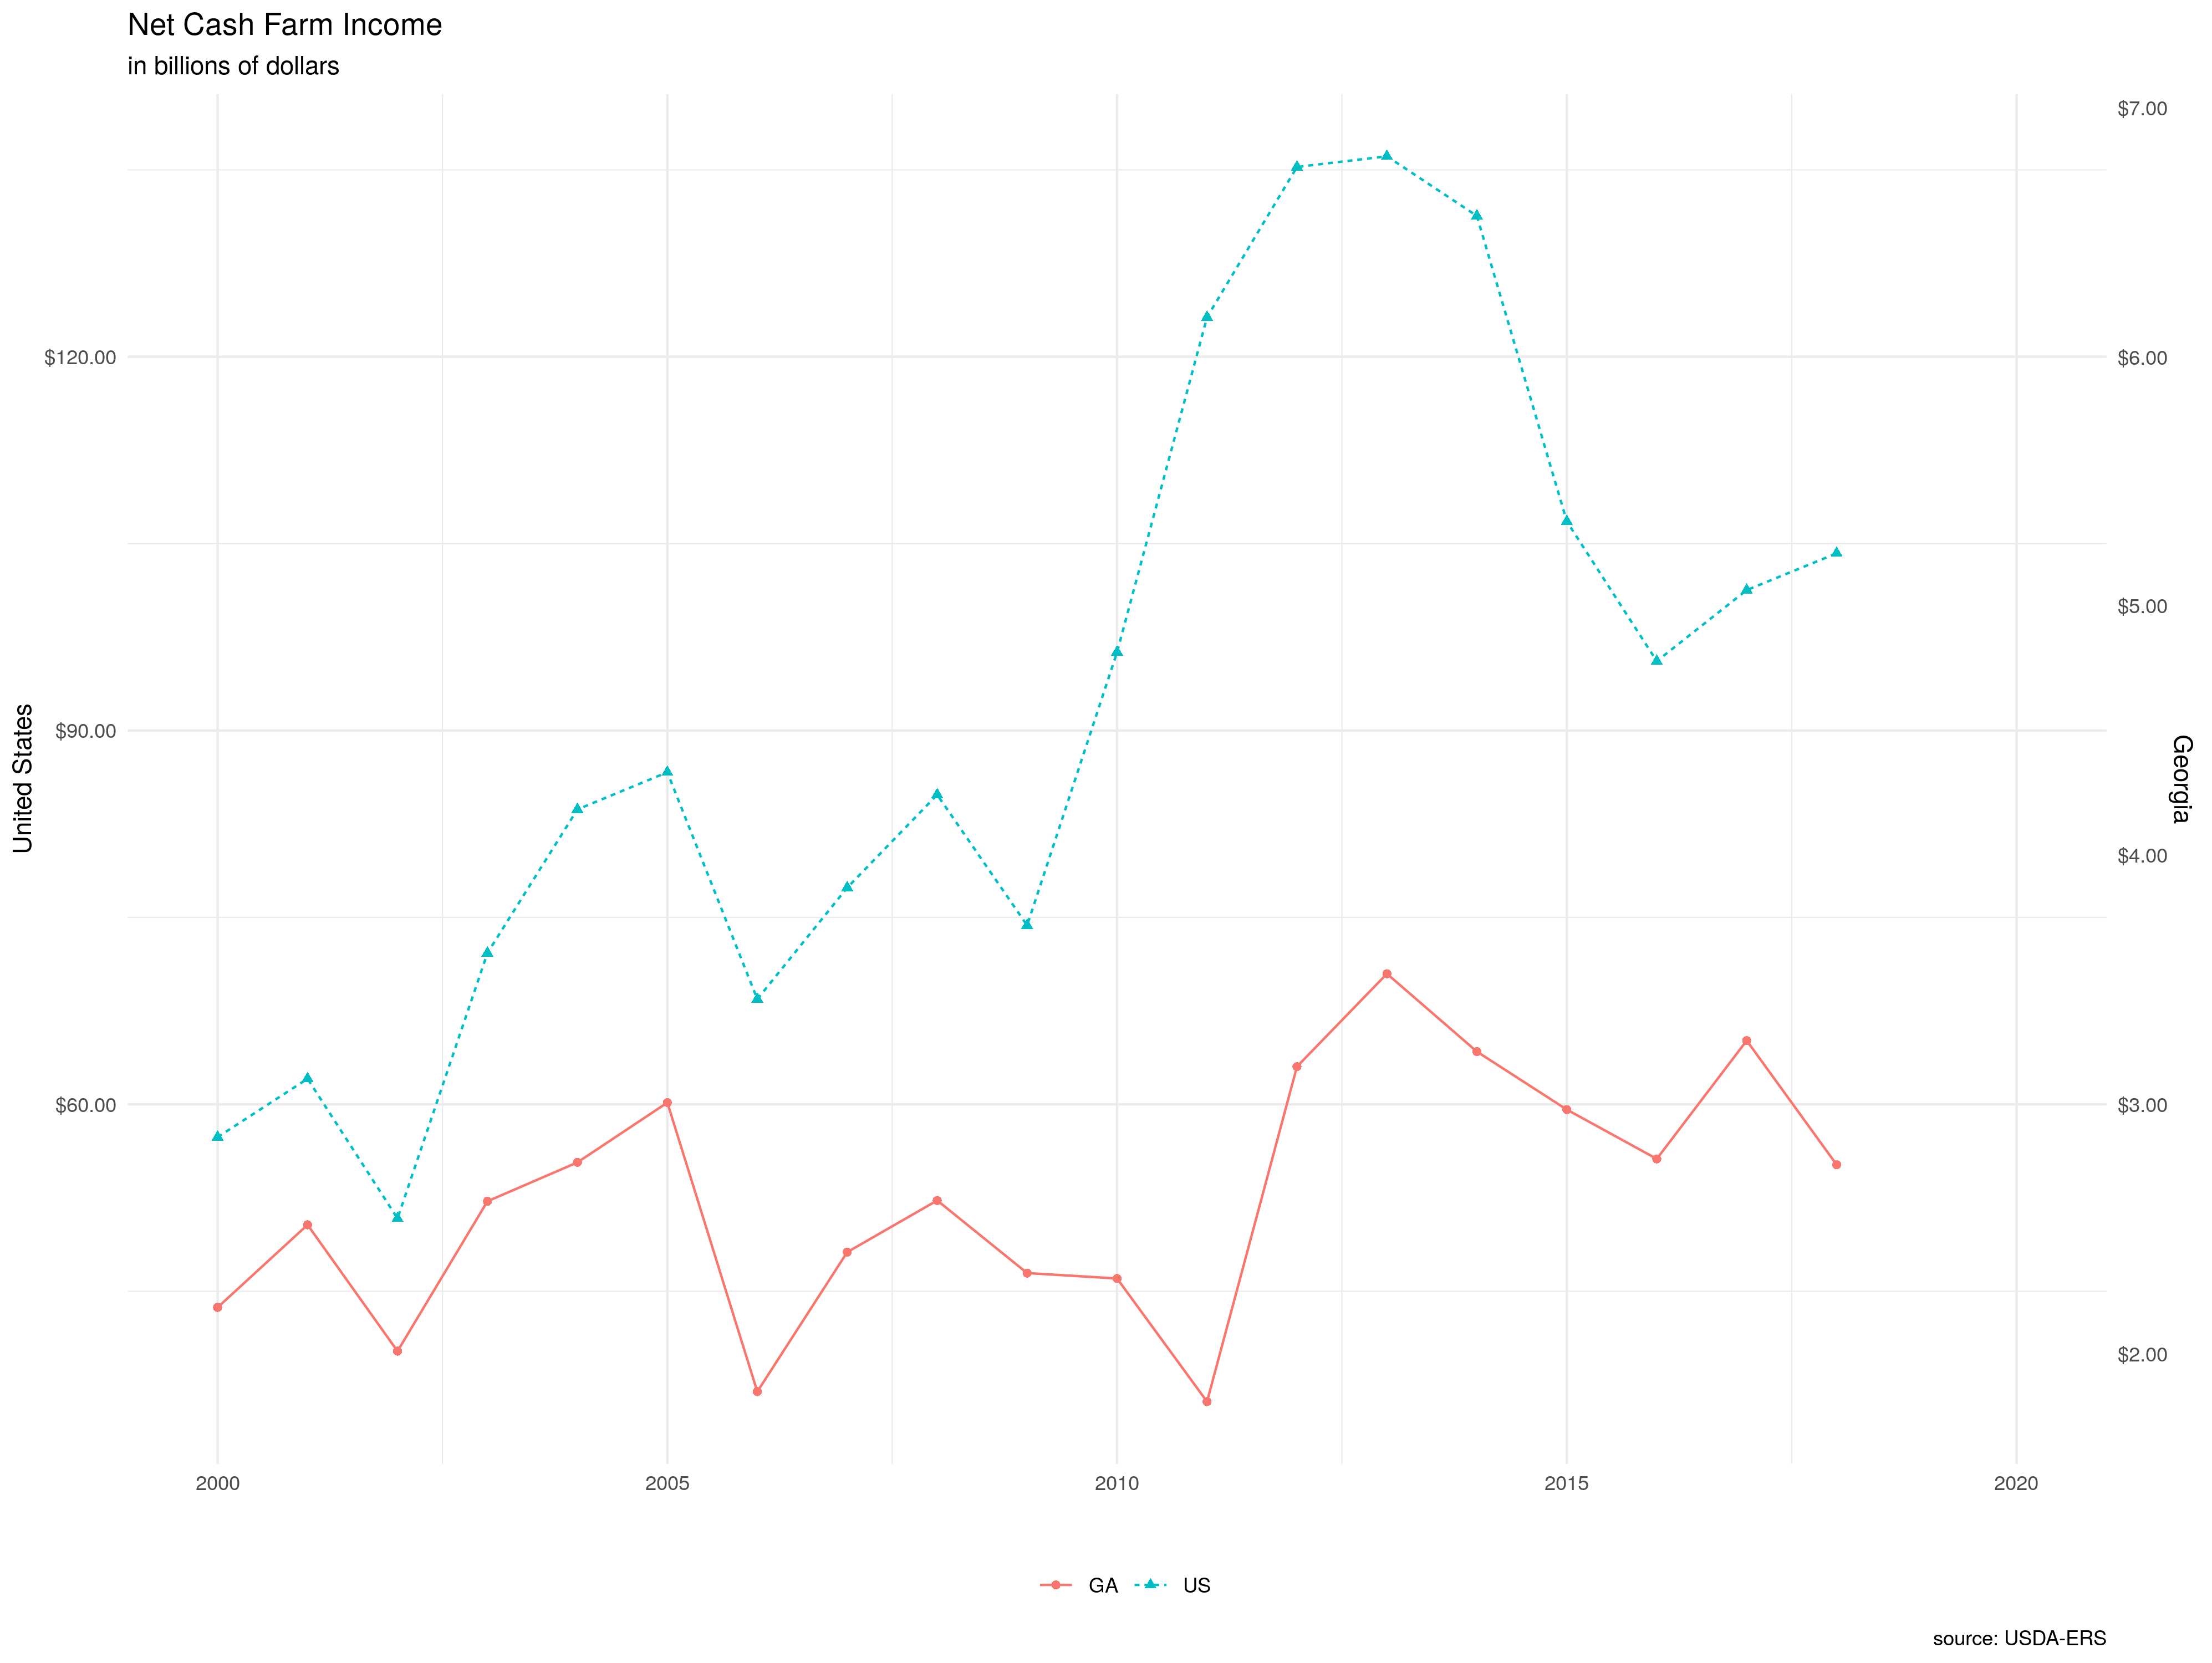 Net Cash Farm Income
in billions of dollars
$120.00
$90.00
$60.00
United States
$7.00
$6.00
$5.00
$4.00
$3.00
$2.00
Georgia
2000
2005
2010
2015
2020
GA
US
source: USDA-ERS